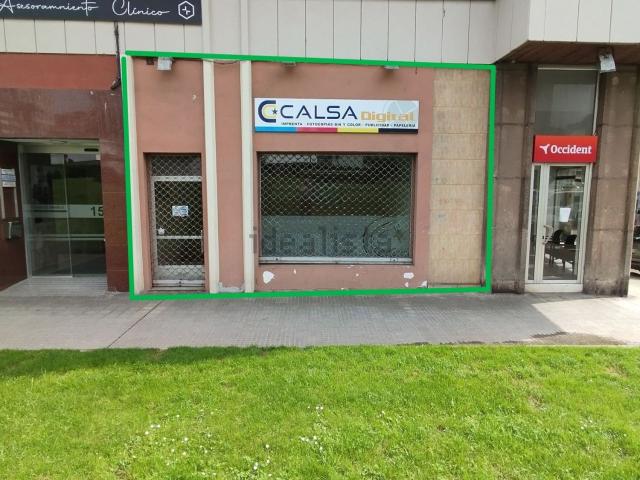 Asesoramiento Clínico
CALSA Digital
IMPRENTA - FOTOCOPIAS B/N Y COLOR - PUBLICIDAD - PAPELERÍA
Occident
15
idealista